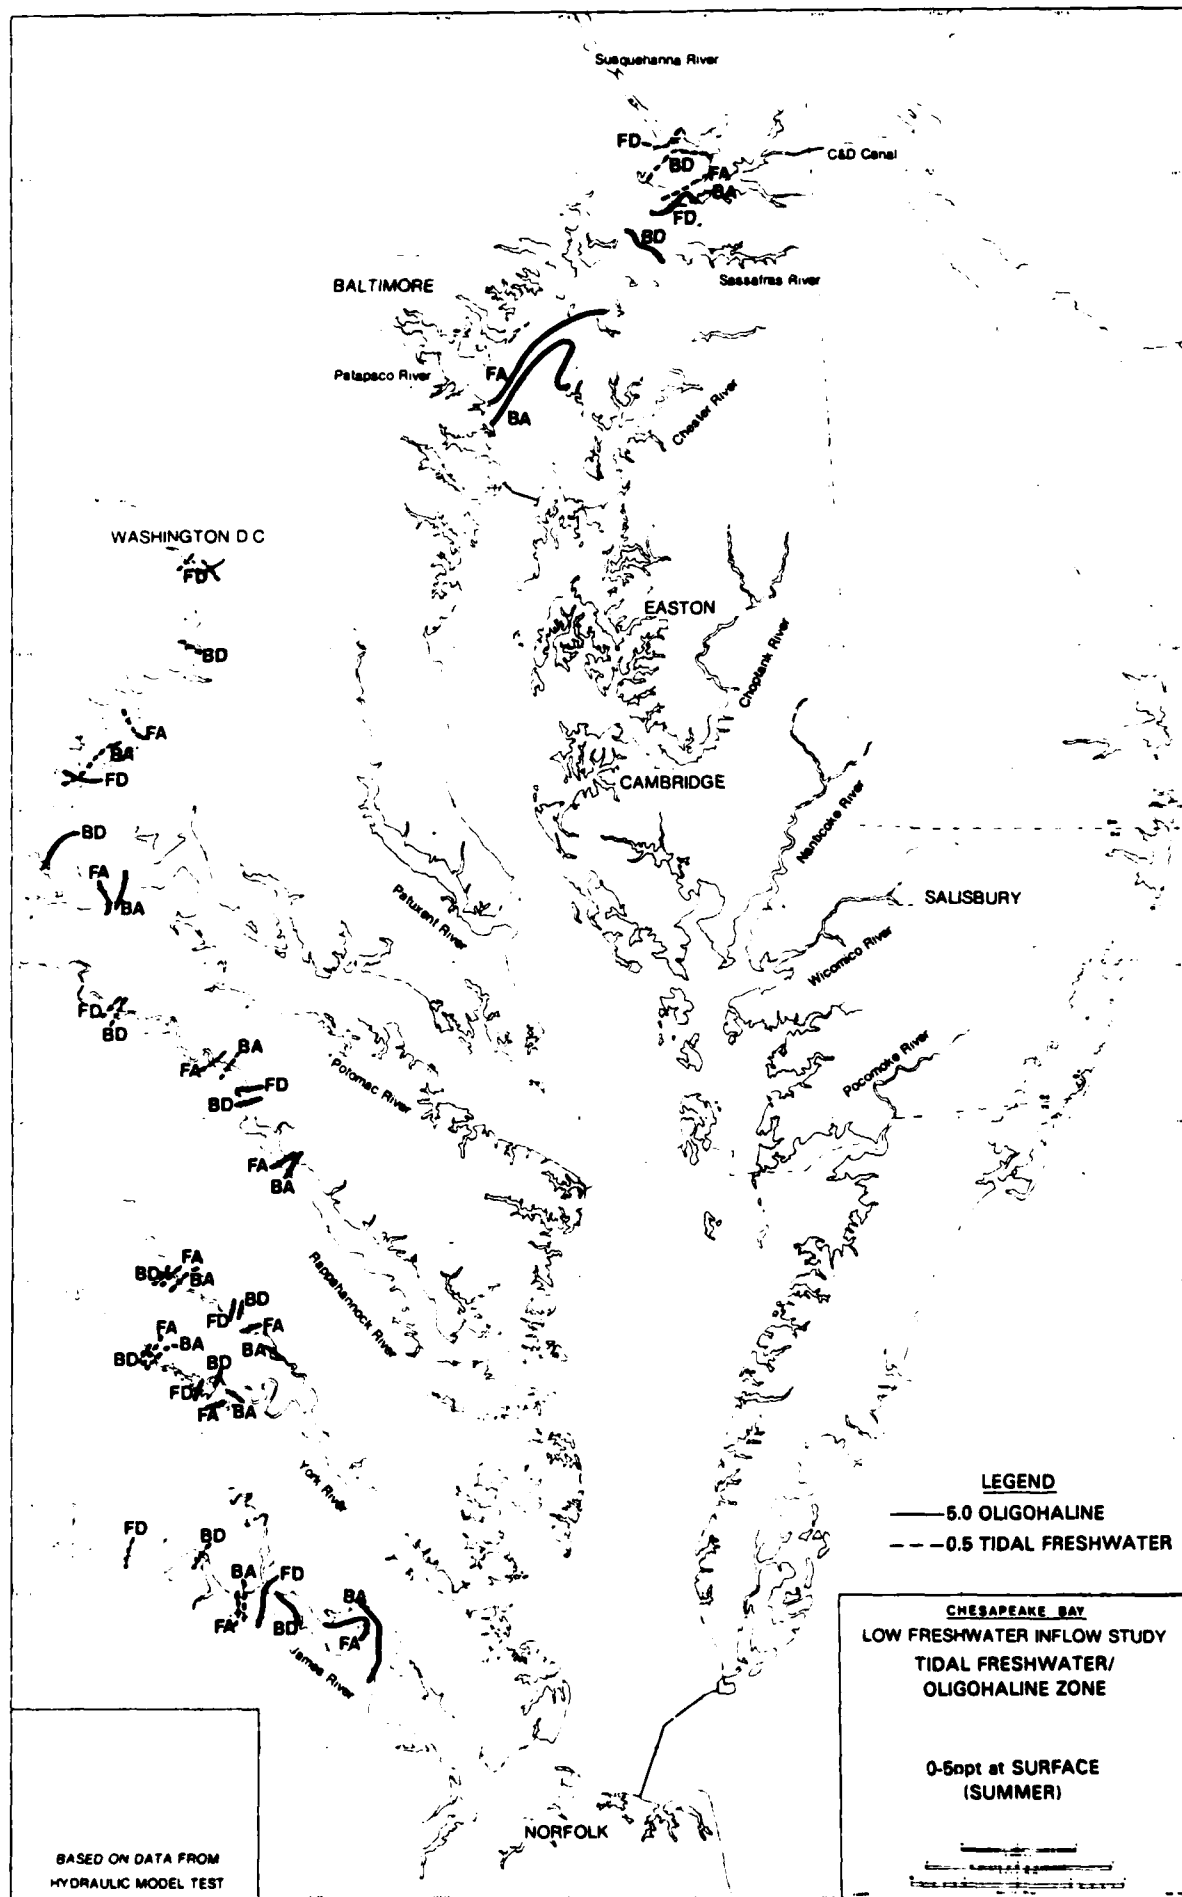 Susquehanna River
FD
BD
C&D Canal
FA
BA
FD
BD
Sassafras River
BALTIMORE
Patapsco River
FA
BA
Chester River
WASHINGTON D C
FD
BD
EASTON
Choptank River
FA
BA
FD
CAMBRIDGE
Nanticoke River
BD
FA
BA
Patuxent River
SALISBURY
Wicomico River
FD
BD
BA
FA
Potomac River
Pocomoke River
FD
BD
FA
BA
Rappahannock River
FA
BD
BA
BD
FD
FA
FA
BA
BA
BD
BD
FD
FA
BA
York River
LEGEND
5.0 OLIGOHALINE
0.5 TIDAL FRESHWATER
FD
BD
BA
FD
BA
FA
BD
FA
James River
CHESAPEAKE BAY
LOW FRESHWATER INFLOW STUDY
TIDAL FRESHWATER/
OLIGOHALINE ZONE
0-5ppt at SURFACE
(SUMMER)
NORFOLK
BASED ON DATA FROM
HYDRAULIC MODEL TEST